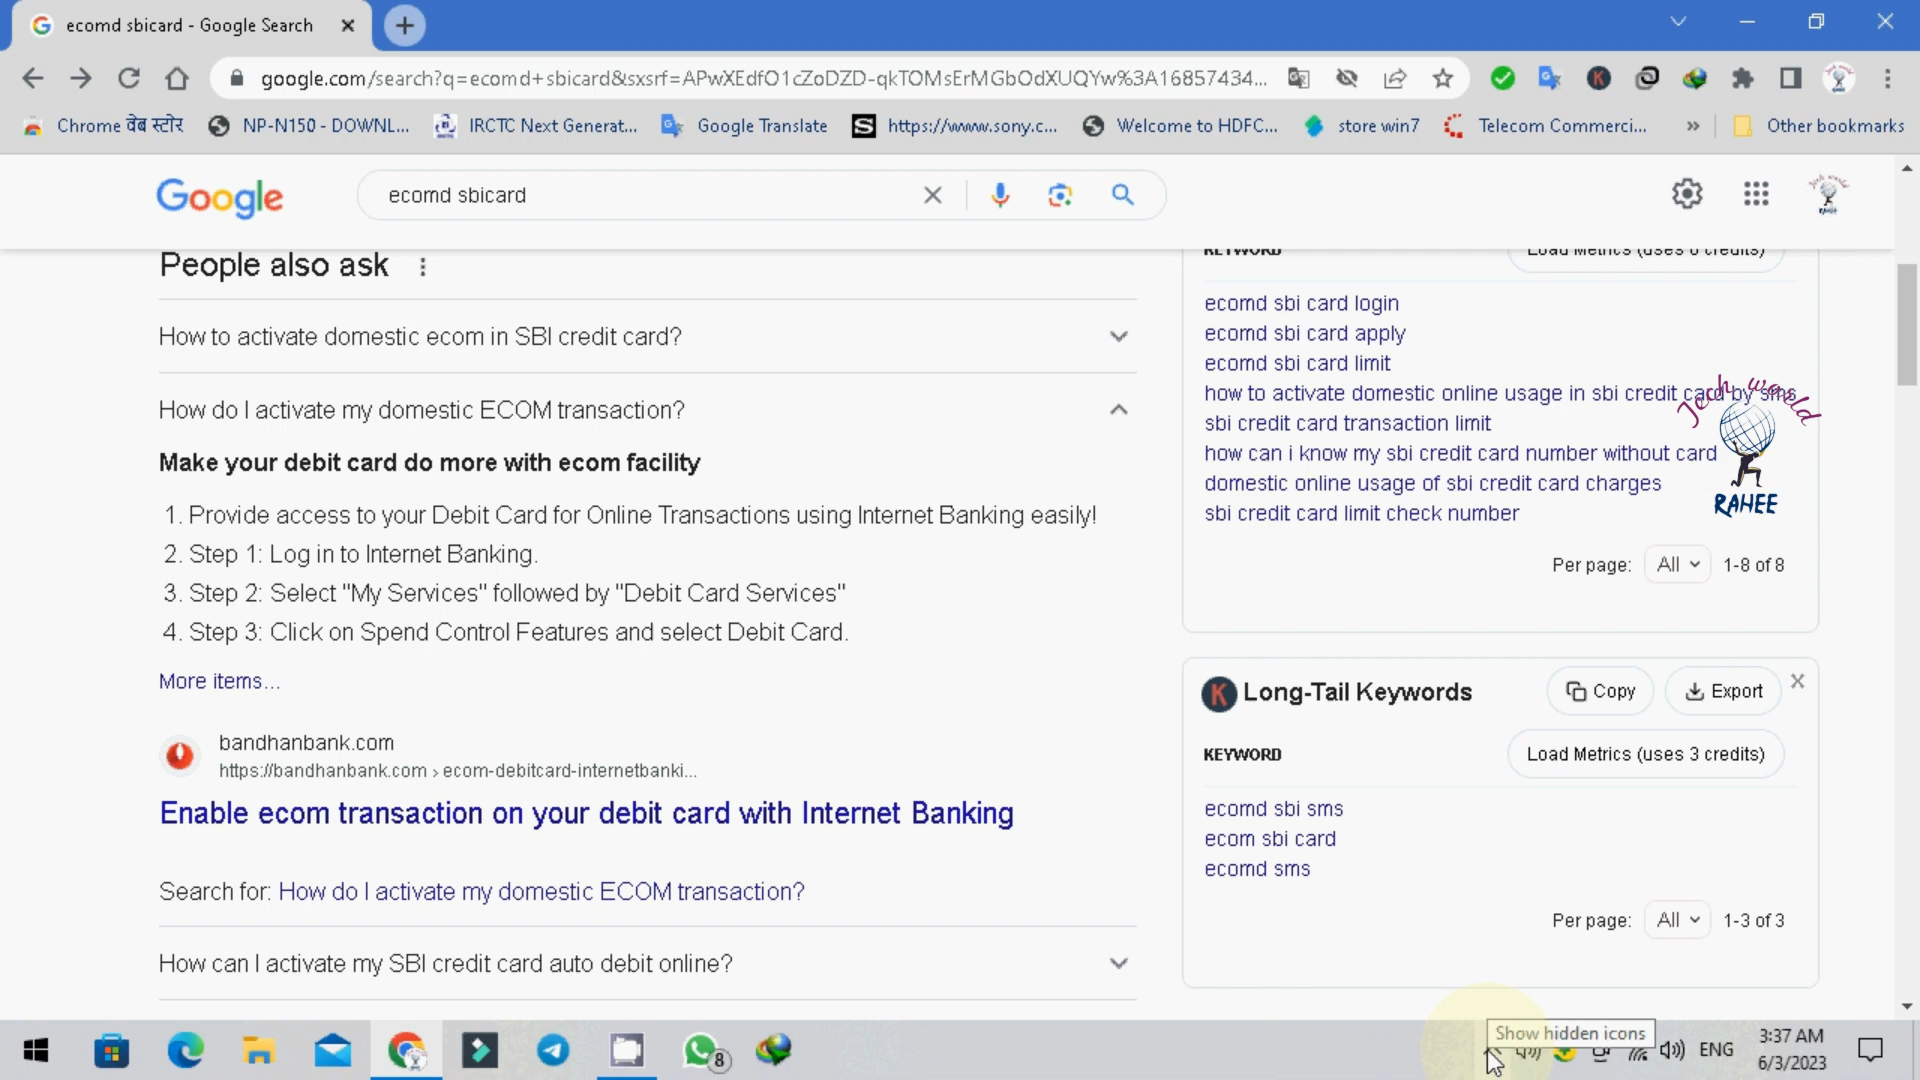 ecomd sbicard - Google Search
google.com/search?q=ecomd+sbicard&sxsrf=APwXEdfO1cZoDZD-qkTOMsErMGbOdXUQYw%3A16857434...
Chrome वेब स्टोर
NP-N150 - DOWNL...
IRCTC Next Generat...
Google Translate
https://www.sony.c...
Welcome to HDFC...
store win7
Telecom Commerci...
»
Other bookmarks
Google
ecomd sbicard
People also ask
How to activate domestic ecom in SBI credit card?
How do I activate my domestic ECOM transaction?
Make your debit card do more with ecom facility
1. Provide access to your Debit Card for Online Transactions using Internet Banking easily!
2. Step 1: Log in to Internet Banking.
3. Step 2: Select "My Services" followed by "Debit Card Services"
4. Step 3: Click on Spend Control Features and select Debit Card.
More items...
bandhanbank.com
https://bandhanbank.com › ecom-debitcard-internetbanki...
Enable ecom transaction on your debit card with Internet Banking
Search for: How do I activate my domestic ECOM transaction?
How can I activate my SBI credit card auto debit online?
KEYWORD
Load Metrics (uses 8 credits)
ecomd sbi card login
ecomd sbi card apply
ecomd sbi card limit
how to activate domestic online usage in sbi credit card by sms
sbi credit card transaction limit
how can i know my sbi credit card number without card
domestic online usage of sbi credit card charges
sbi credit card limit check number
Per page: All 1-8 of 8
Tech world
RAHEE
K Long-Tail Keywords
Copy
Export
KEYWORD
Load Metrics (uses 3 credits)
ecomd sbi sms
ecom sbi card
ecomd sms
Per page: All 1-3 of 3
Show hidden icons
8
ENG
3:37 AM
6/3/2023